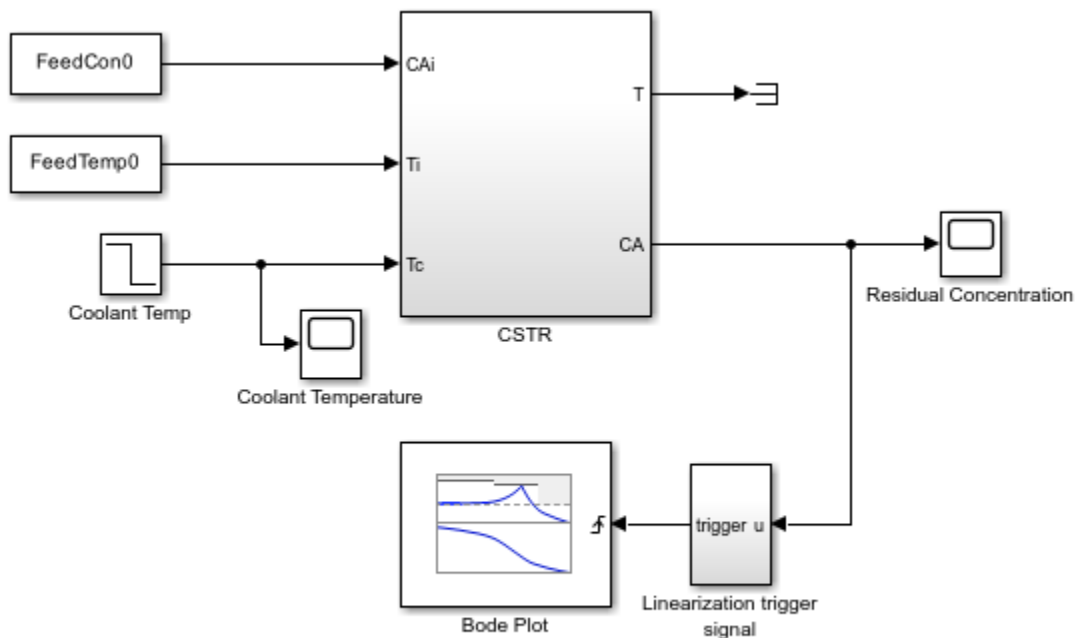 FeedCon0
CAi
T
FeedTemp0
Ti
CA
Tc
Coolant Temp
Residual Concentration
CSTR
Coolant Temperature
trigger u
Linearization trigger
signal
Bode Plot